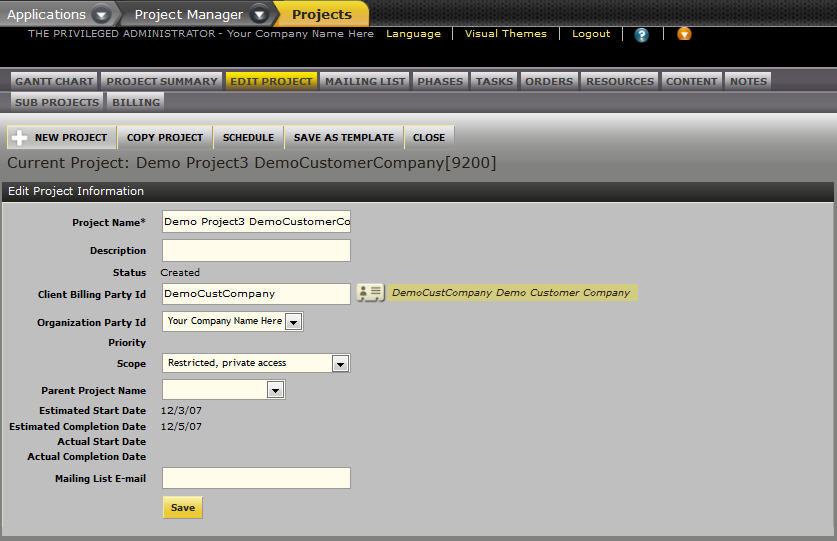 Applications Project Manager Projects
THE PRIVILEGED ADMINISTRATOR - Your Company Name Here Language Visual Themes Logout ?
GANTT CHART PROJECT SUMMARY EDIT PROJECT MAILING LIST PHASES TASKS ORDERS RESOURCES CONTENT NOTES
SUB PROJECTS BILLING
NEW PROJECT COPY PROJECT SCHEDULE SAVE AS TEMPLATE CLOSE
Current Project: Demo Project3 DemoCustomerCompany[9200]
Edit Project Information
Project Name* Demo Project3 DemoCustomerCo
Description
Status Created
Client Billing Party Id DemoCustCompany DemoCustCompany Demo Customer Company
Organization Party Id Your Company Name Here
Priority
Scope Restricted, private access
Parent Project Name
Estimated Start Date 12/3/07
Estimated Completion Date 12/5/07
Actual Start Date
Actual Completion Date
Mailing List E-mail
Save